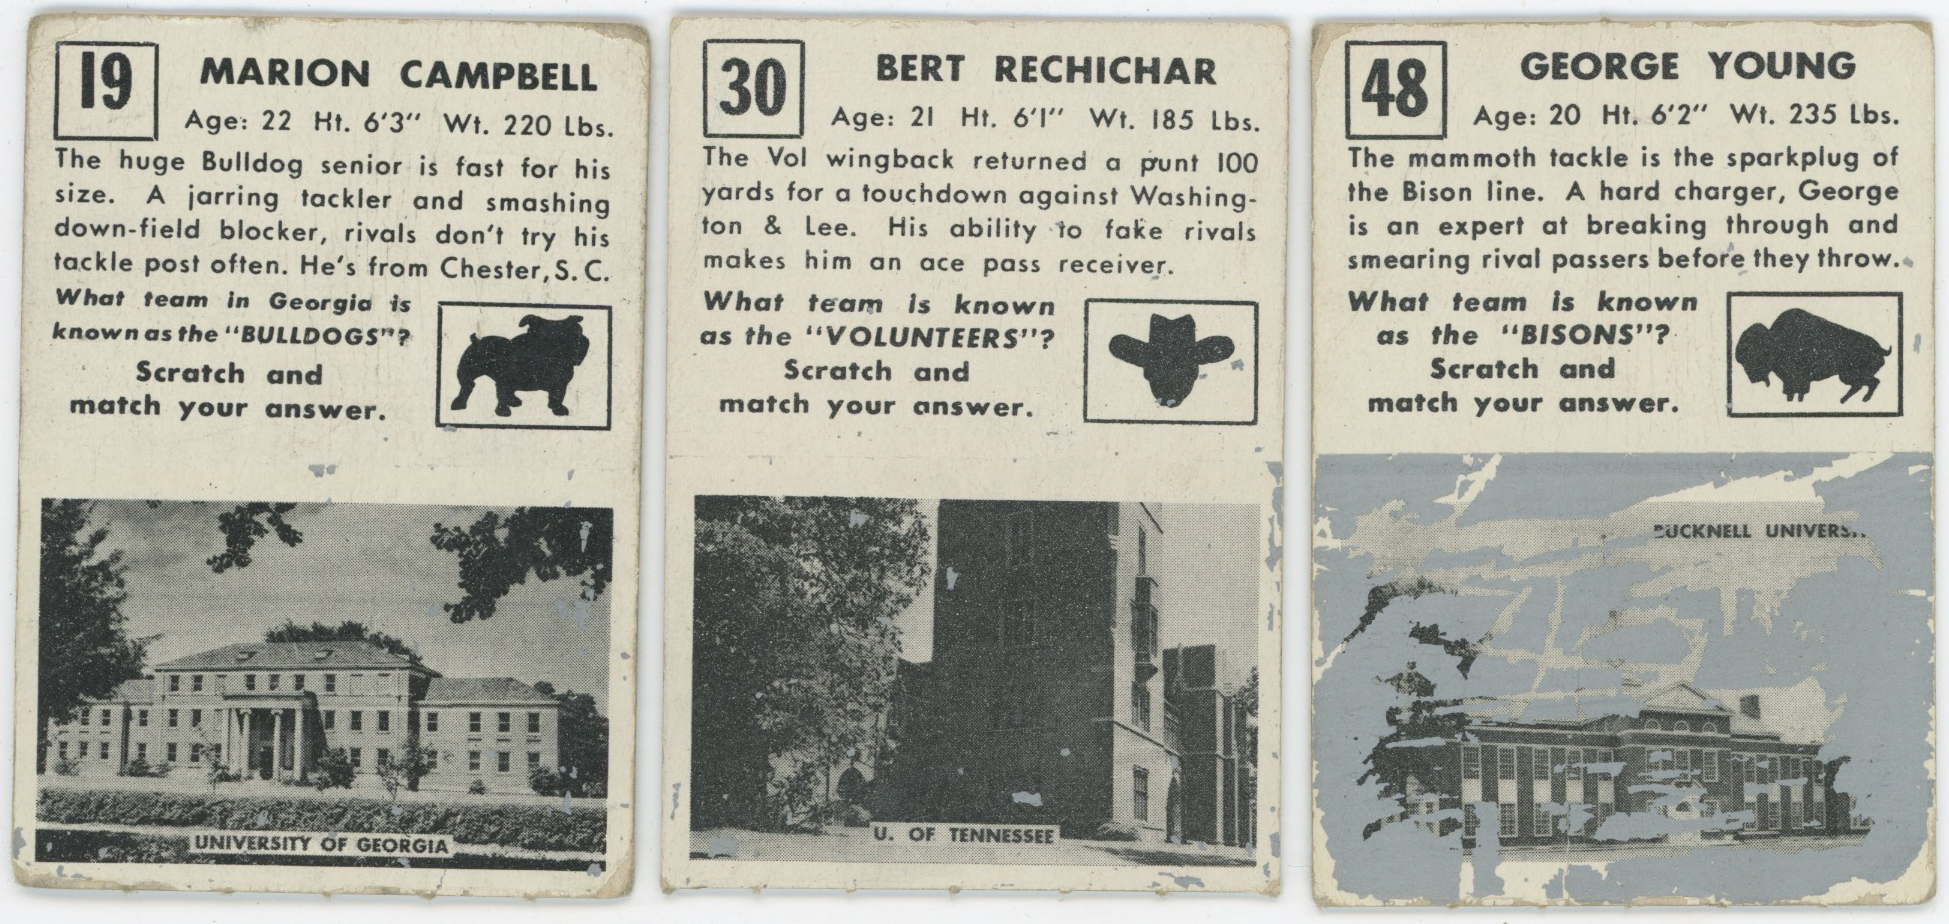 19
MARION CAMPBELL
Age: 22 Ht. 6'3" Wt. 220 Lbs.
The huge Bulldog senior is fast for his
size. A jarring tackler and smashing
down-field blocker, rivals don't try his
tackle post often. He's from Chester, S. C.
What team in Georgia is
known as the "BULLDOGS"?
Scratch and
match your answer.
UNIVERSITY OF GEORGIA
30
BERT RECHICHAR
Age: 21 Ht. 6'1" Wt. 185 Lbs.
The Vol wingback returned a punt 100
yards for a touchdown against Washing-
ton & Lee. His ability to fake rivals
makes him an ace pass receiver.
What team is known
as the "VOLUNTEERS"?
Scratch and
match your answer.
U. OF TENNESSEE
48
GEORGE YOUNG
Age: 20 Ht. 6'2" Wt. 235 Lbs.
The mammoth tackle is the sparkplug of
the Bison line. A hard charger, George
is an expert at breaking through and
smearing rival passers before they throw.
What team is known
as the "BISONS"?
Scratch and
match your answer.
BUCKNELL